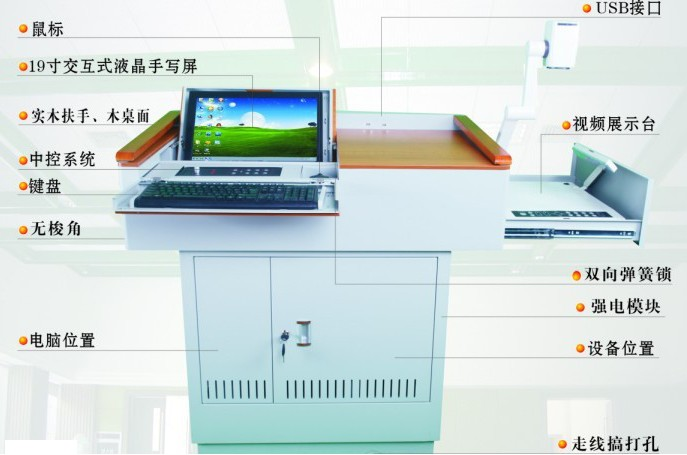 鼠标
19寸交互式液晶手写屏
实木扶手、木桌面
中控系统
键盘
无梭角
电脑位置
USB接口
视频展示台
双向弹簧锁
强电模块
设备位置
走线搞打孔